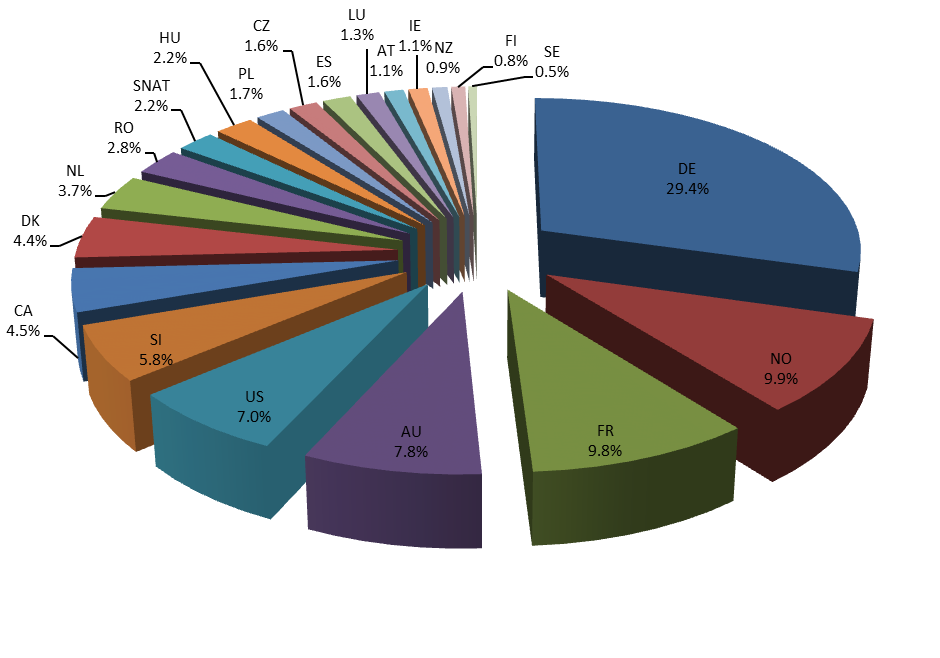 LU
1.3%
IE
1.1%
CZ
1.6%
HU
2.2%
FI
0.8%
SE
0.5%
NZ
0.9%
AT
1.1%
ES
1.6%
PL
1.7%
SNAT
2.2%
RO
2.8%
NL
3.7%
DK
4.4%
CA
4.5%
SI
5.8%
US
7.0%
AU
7.8%
FR
9.8%
NO
9.9%
DE
29.4%